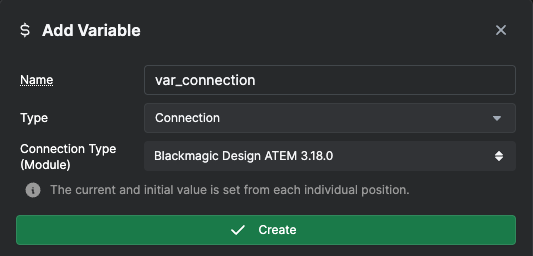 $ Add Variable
Name
var_connection
Type
Connection
Connection Type
(Module)
Blackmagic Design ATEM 3.18.0
The current and initial value is set from each individual position.
Create